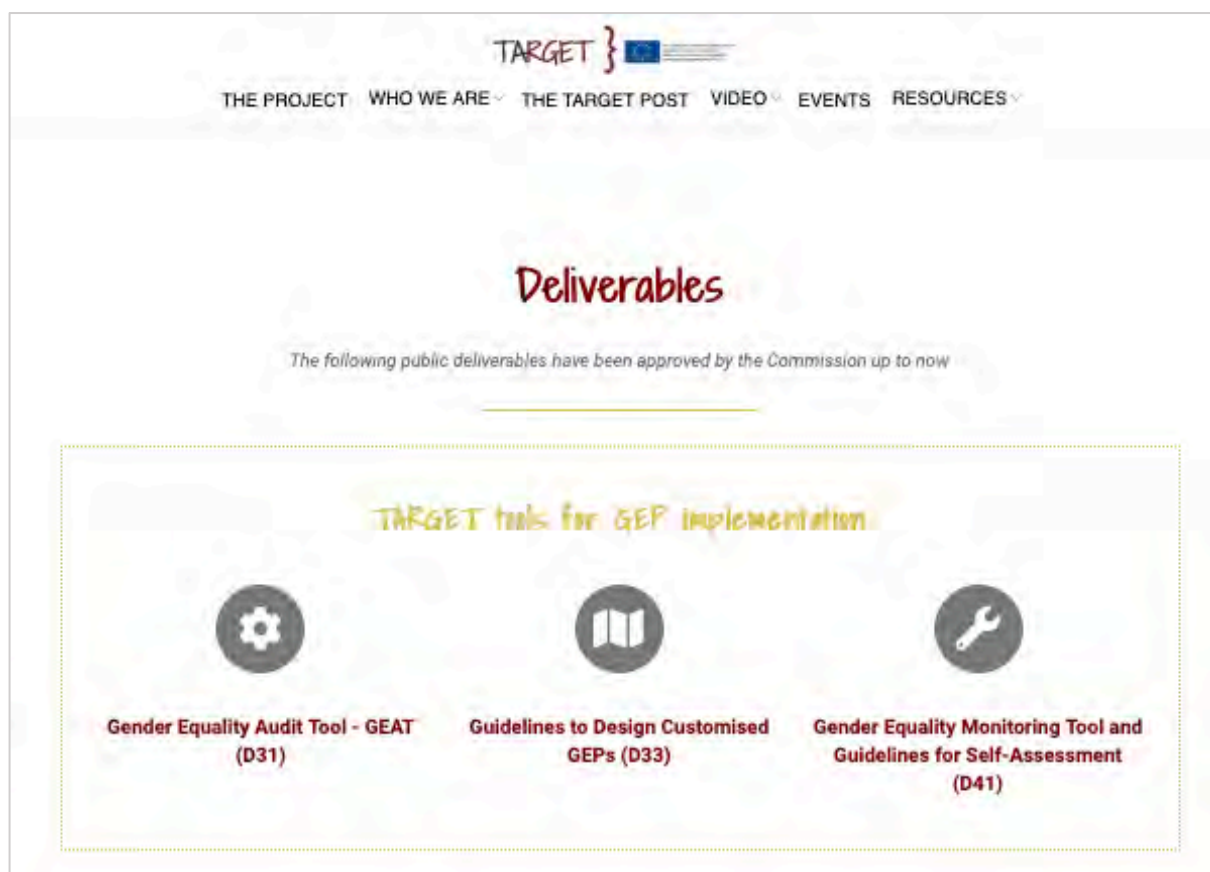 TARGET }
THE PROJECT WHO WE ARE THE TARGET POST VIDEO EVENTS RESOURCES
Deliverables
The following public deliverables have been approved by the Commission up to now
TARGET tools for GEP implementation
Gender Equality Audit Tool - GEAT
(D31)
Guidelines to Design Customised
GEPs (D33)
Gender Equality Monitoring Tool and
Guidelines for Self-Assessment
(D41)